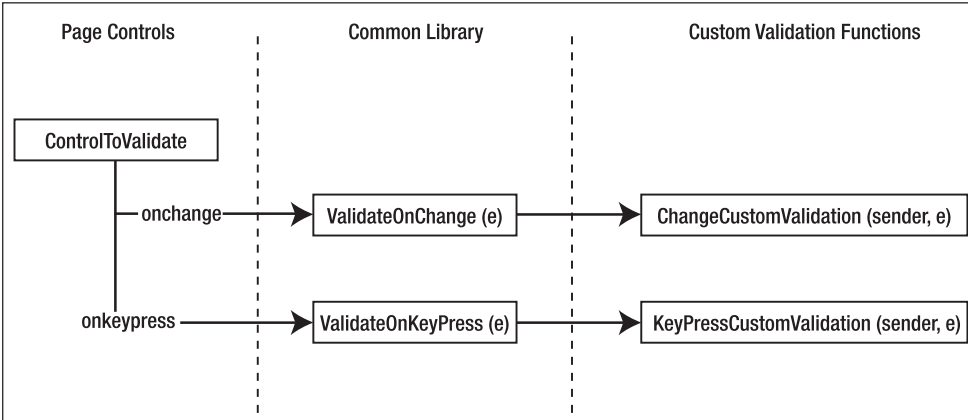 Page Controls
Common Library
Custom Validation Functions
ControlToValidate
onchange
ValidateOnChange (e)
ChangeCustomValidation (sender, e)
onkeypress
ValidateOnKeyPress (e)
KeyPressCustomValidation (sender, e)